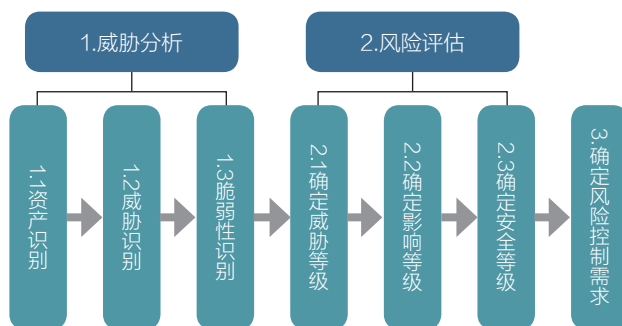 1.威胁分析
2.风险评估
1.1资产识别
1.2威胁识别
1.3脆弱性识别
2.1确定威胁等级
2.2确定影响等级
2.3确定安全等级
3.确定风险控制需求